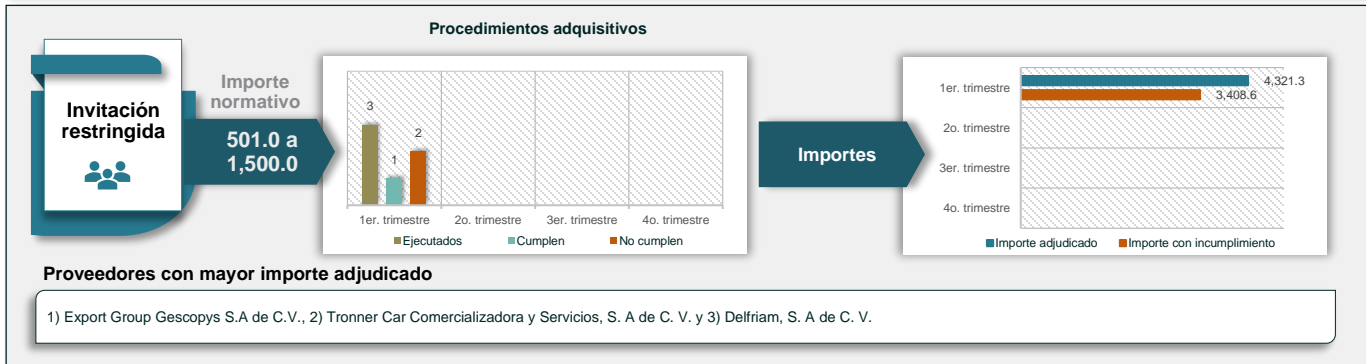 Procedimientos adquisitivos
Invitación
restringida
Importe
normativo
501.0 a
1,500.0
3
1
2
1er. trimestre
2o. trimestre
3er. trimestre
4o. trimestre
Ejecutados
Cumplen
No cumplen
Importes
1er. trimestre
4,321.3
3,408.6
2o. trimestre
3er. trimestre
4o. trimestre
Importe adjudicado
Importe con incumplimiento
Proveedores con mayor importe adjudicado
1) Export Group Gescopys S.A de C.V., 2) Tronner Car Comercializadora y Servicios, S. A de C. V. y 3) Delfriam, S. A de C. V.